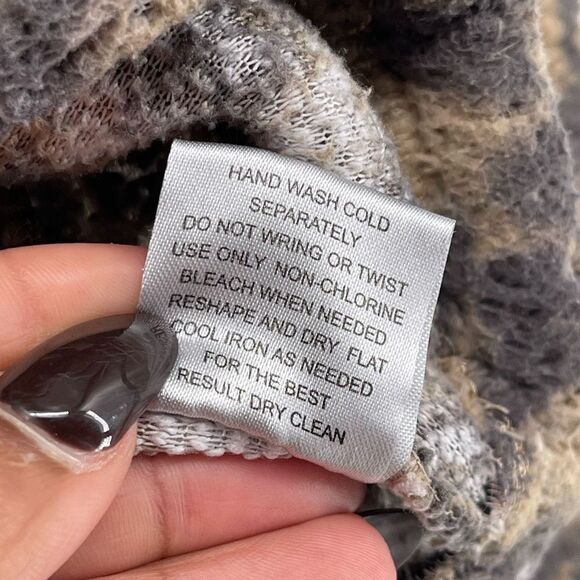 HAND WASH COLD
SEPARATELY
DO NOT WRING OR TWIST
USE ONLY NON-CHLORINE
BLEACH WHEN NEEDED
RESHAPE AND DRY FLAT
COOL IRON AS NEEDED
FOR THE BEST
RESULT DRY CLEAN